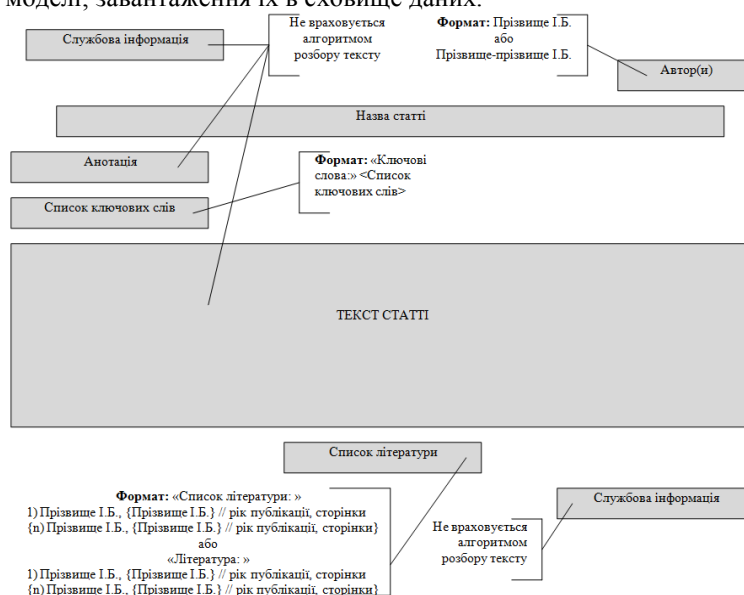 моделі, завантаження їх в сховище даних.
Службова інформація
Не враховується
алгоритмом
розбору тексту
Формат: Прізвище І.Б.
або
Прізвище-прізвище І.Б.
Автор(и)
Назва статті
Анотація
Формат: «Ключові
слова:» <Список
ключових слів>
Список ключових слів
ТЕКСТ СТАТТІ
Список літератури
Формат: «Список літератури: »
1) Прізвище І.Б., {Прізвище І.Б.} // рік публікації, сторінки
{n) Прізвище І.Б., {Прізвище І.Б.} // рік публікації, сторінки}
або
«Література: »
1) Прізвище І.Б., {Прізвище І.Б.} // рік публікації, сторінки
{n) Прізвище І.Б., {Прізвище І.Б.} // рік публікації, сторінки}
Службова інформація
Не враховується
алгоритмом
розбору тексту